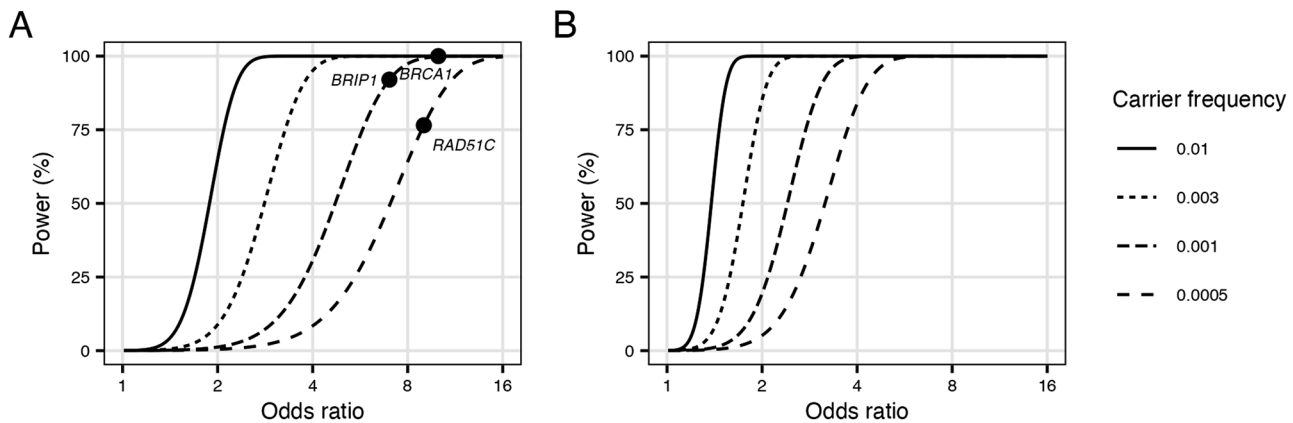 A
Power (%)
100
75
50
25
0
BRIP1
BRCA1
RAD51C
1
2
4
8
16
Odds ratio
B
Power (%)
100
75
50
25
0
1
2
4
8
16
Odds ratio
Carrier frequency
0.01
0.003
0.001
0.0005